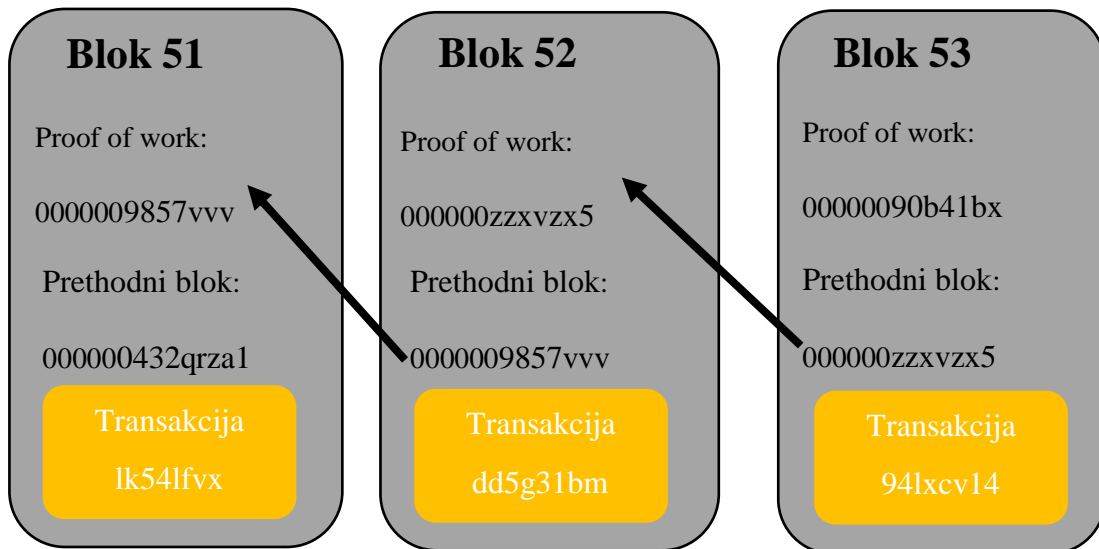 Blok 51
Proof of work:
0000009857vvv
Prethodni blok:
000000432qrza1
Transakcija
lk54lfvx
Blok 52
Proof of work:
000000zzxvzx5
Prethodni blok:
0000009857vvv
Transakcija
dd5g31bm
Blok 53
Proof of work:
00000090b41bx
Prethodni blok:
000000zzxvzx5
Transakcija
94lxcv14